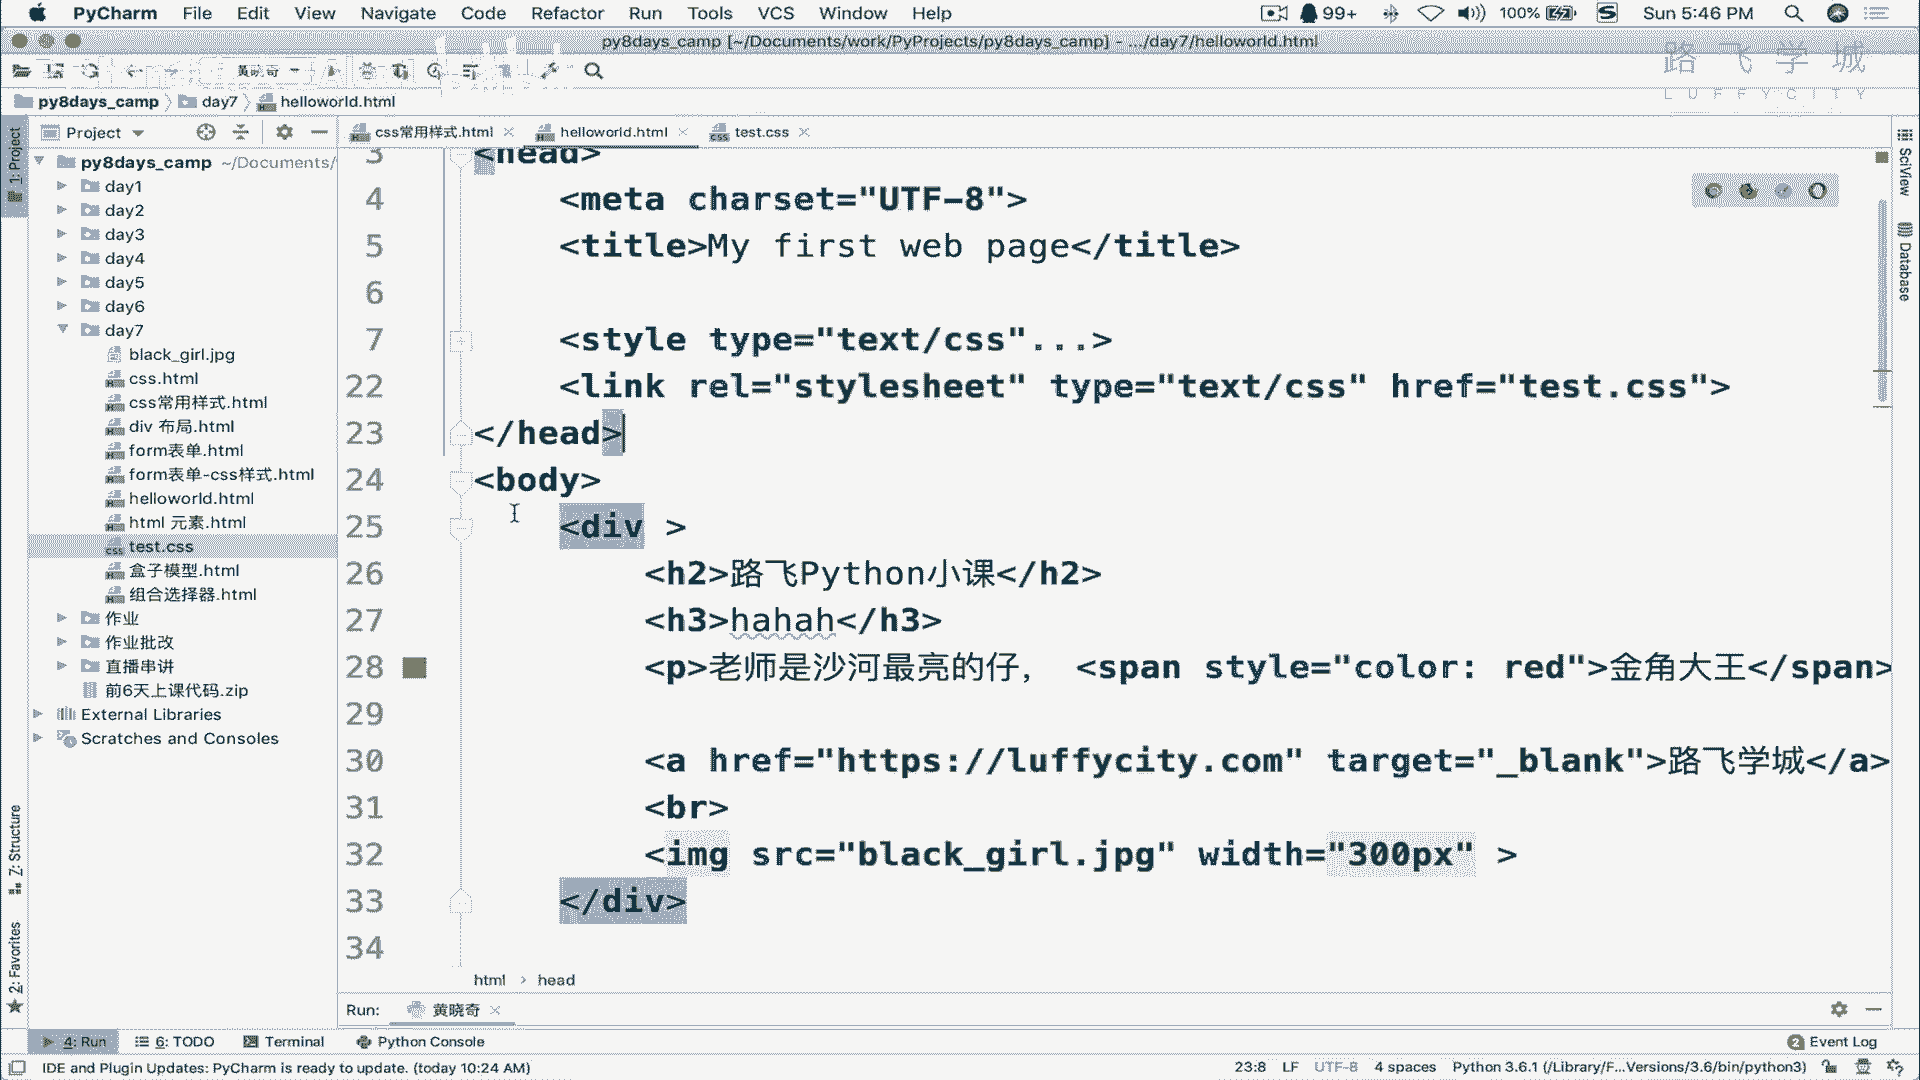 PyCharm File Edit View Navigate Code Refactor Run Tools VCS Window Help 99+ 100% Sun 5:46 PM
py8days_camp [~/Documents/work/PyProjects/py8days_camp] - .../day7/helloworld.html
黄晓奇
路飞学城
LUFFYCITY
py8days_camp day7 helloworld.html
1: Project
Project
css常用样式.html helloworld.html test.css
py8days_camp ~/Documents/
day1
day2
day3
day4
day5
day6
day7
black_girl.jpg
css.html
css常用样式.html
div 布局.html
form表单.html
form表单-css样式.html
helloworld.html
html 元素.html
test.css
盒子模型.html
组合选择器.html
作业
作业批改
直播串讲
前6天上课代码.zip
External Libraries
Scratches and Consoles
3 <head>
4 <meta charset="UTF-8">
5 <title>My first web page</title>
6
7 <style type="text/css"...>
22 <link rel="stylesheet" type="text/css" href="test.css">
23 </head>
24 <body>
25 <div >
26 <h2>路飞Python小课</h2>
27 <h3>hahah</h3>
28 <p>老师是沙河最亮的仔， <span style="color: red">金角大王</span>
29
30 <a href="https://luffycity.com" target="_blank">路飞学城</a>
31 <br>
32 <img src="black_girl.jpg" width="300px" >
33 </div>
34
html › head
SciView
Database
Z: Structure
2: Favorites
Run: 黄晓奇
4: Run 6: TODO Terminal Python Console 2 Event Log
IDE and Plugin Updates: PyCharm is ready to update. (today 10:24 AM) 23:8 LF UTF-8 4 spaces Python 3.6.1 (/Library/F...Versions/3.6/bin/python3)